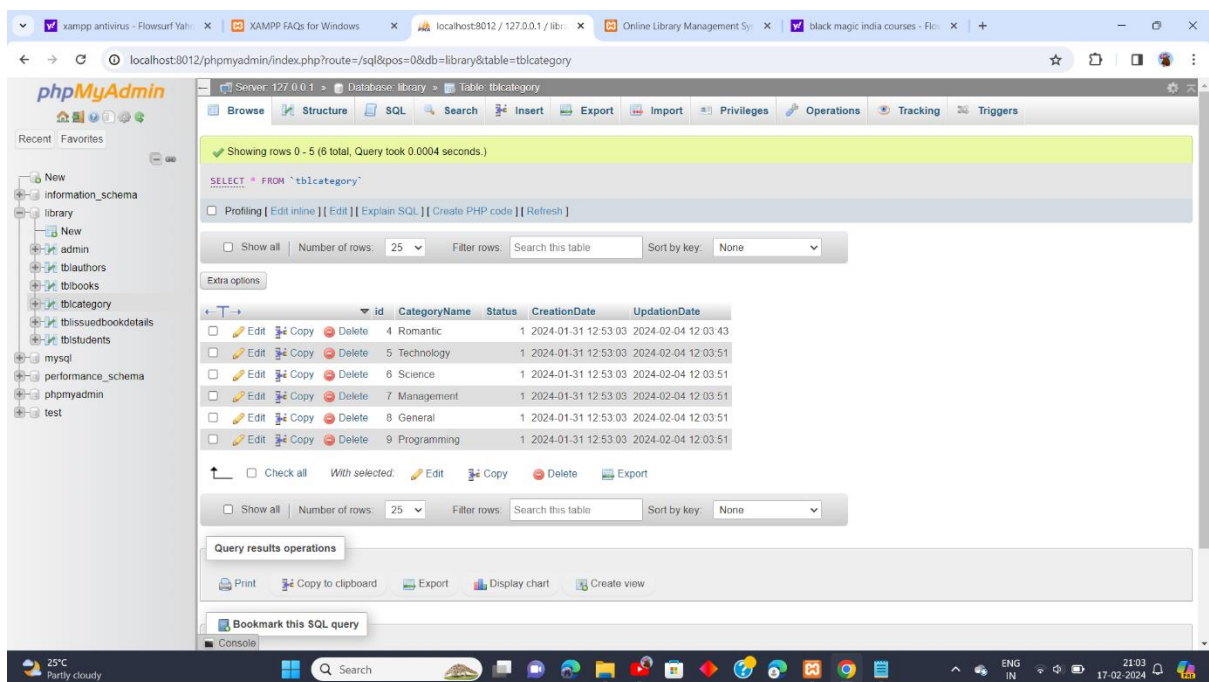 xampp antivirus - Flowsurf Yaho
XAMPP FAQs for Windows
localhost:8012 / 127.0.0.1 / libra
Online Library Management Sys
black magic india courses - Flow
localhost:8012/phpmyadmin/index.php?route=/sql&pos=0&db=library&table=tblcategory
phpMyAdmin
Recent Favorites
New
information_schema
library
New
admin
tblauthors
tblbooks
tblcategory
tblissuedbookdetails
tblstudents
mysql
performance_schema
phpmyadmin
test
Server: 127.0.0.1 » Database: library » Table: tblcategory
Browse Structure SQL Search Insert Export Import Privileges Operations Tracking Triggers
Showing rows 0 - 5 (6 total, Query took 0.0004 seconds.)
SELECT * FROM `tblcategory`
Profiling [ Edit inline ] [ Edit ] [ Explain SQL ] [ Create PHP code ] [ Refresh ]
Show all | Number of rows: 25 Filter rows: Search this table Sort by key: None
Extra options
id CategoryName Status CreationDate UpdationDate
Edit Copy Delete 4 Romantic 1 2024-01-31 12:53:03 2024-02-04 12:03:43
Edit Copy Delete 5 Technology 1 2024-01-31 12:53:03 2024-02-04 12:03:51
Edit Copy Delete 6 Science 1 2024-01-31 12:53:03 2024-02-04 12:03:51
Edit Copy Delete 7 Management 1 2024-01-31 12:53:03 2024-02-04 12:03:51
Edit Copy Delete 8 General 1 2024-01-31 12:53:03 2024-02-04 12:03:51
Edit Copy Delete 9 Programming 1 2024-01-31 12:53:03 2024-02-04 12:03:51
Check all With selected: Edit Copy Delete Export
Show all | Number of rows: 25 Filter rows: Search this table Sort by key: None
Query results operations
Print Copy to clipboard Export Display chart Create view
Bookmark this SQL query
Console
25°C
Partly cloudy
Search
ENG
IN
21:03
17-02-2024